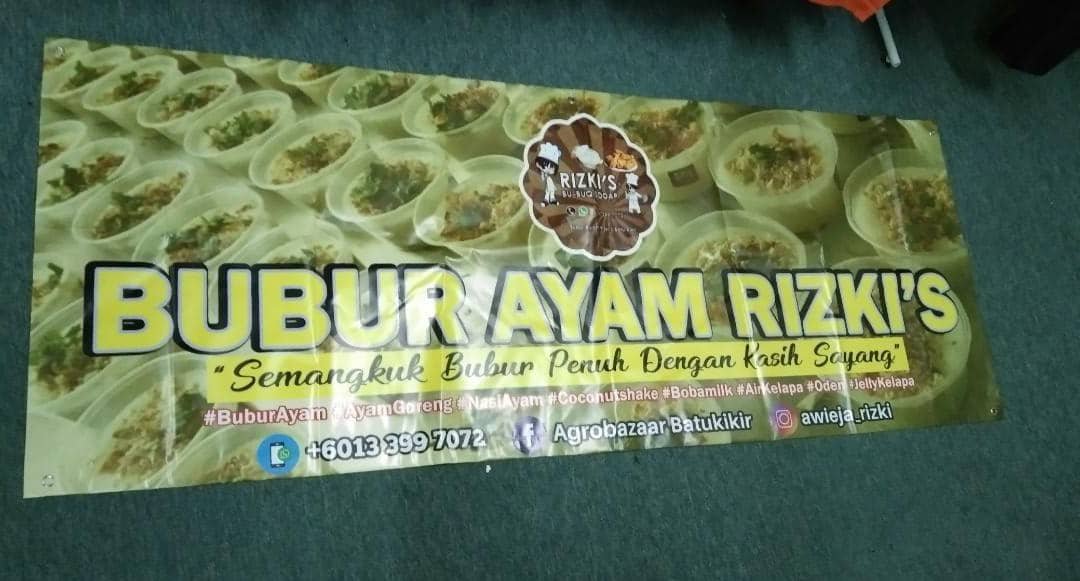 RIZKI'S
BUBUR AYAM RIZKI'S
"Semangkuk Bubur Penuh Dengan Kasih Sayang"
#BuburAyam #AyamGoreng #NasiAyam #Coconutshake #Bobamilk #AirKelapa #Oden #JellyKelapa
+6013 399 7072 Agrobazaar Batukikir awieja_rizki